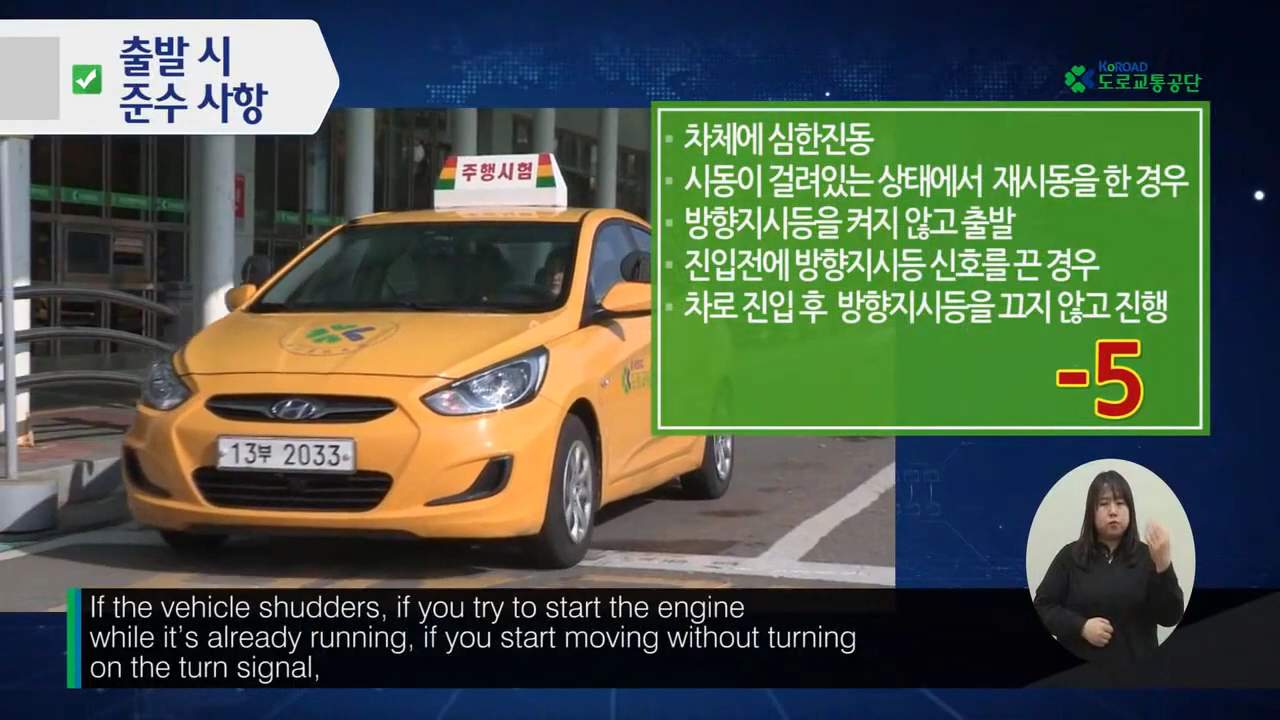 출발 시
준수 사항
KoROAD
도로교통공단
차체에 심한진동
시동이 걸려있는 상태에서 재시동을 한 경우
방향지시등을 켜지 않고 출발
진입전에 방향지시등 신호를 끈 경우
차로 진입 후 방향지시등을 끄지 않고 진행
-5
주행시험
13부 2033
If the vehicle shudders, if you try to start the engine
while it's already running, if you start moving without turning
on the turn signal,